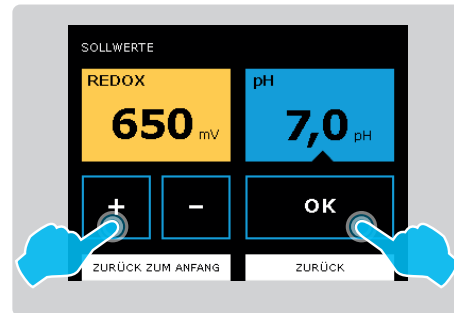 SOLLWERTE
REDOX
650 mV
pH
7,0 pH
+
−
OK
ZURÜCK ZUM ANFANG
ZURÜCK